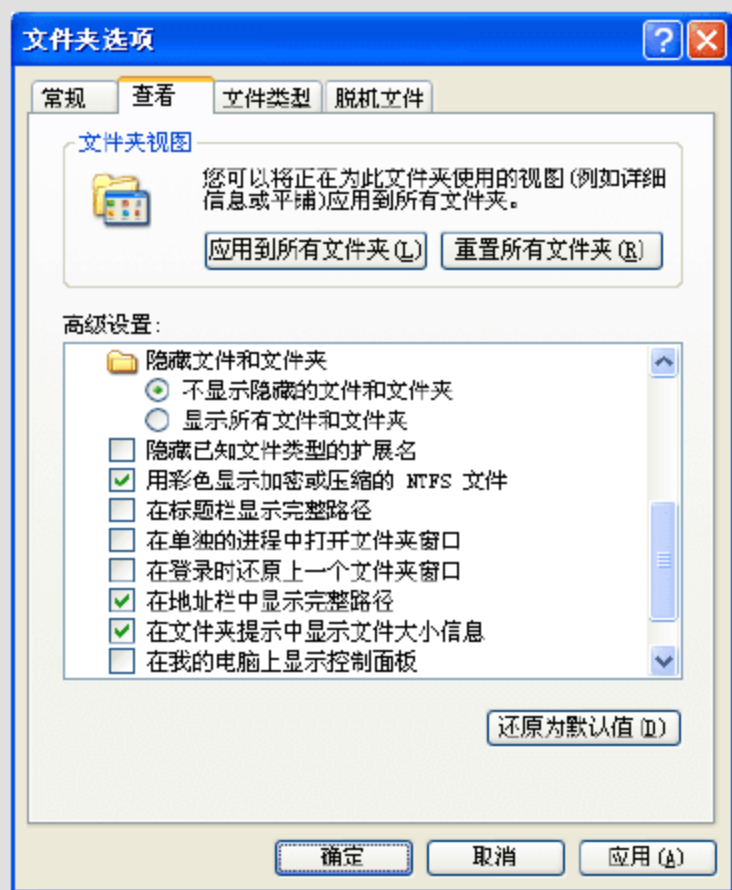 文件夹选项
常规 查看 文件类型 脱机文件
文件夹视图
您可以将正在为此文件夹使用的视图(例如详细
信息或平铺)应用到所有文件夹。
应用到所有文件夹(L) 重置所有文件夹(R)
高级设置:
隐藏文件和文件夹
不显示隐藏的文件和文件夹
显示所有文件和文件夹
隐藏已知文件类型的扩展名
用彩色显示加密或压缩的 NTFS 文件
在标题栏显示完整路径
在单独的进程中打开文件夹窗口
在登录时还原上一个文件夹窗口
在地址栏中显示完整路径
在文件夹提示中显示文件大小信息
在我的电脑上显示控制面板
还原为默认值(D)
确定 取消 应用(A)